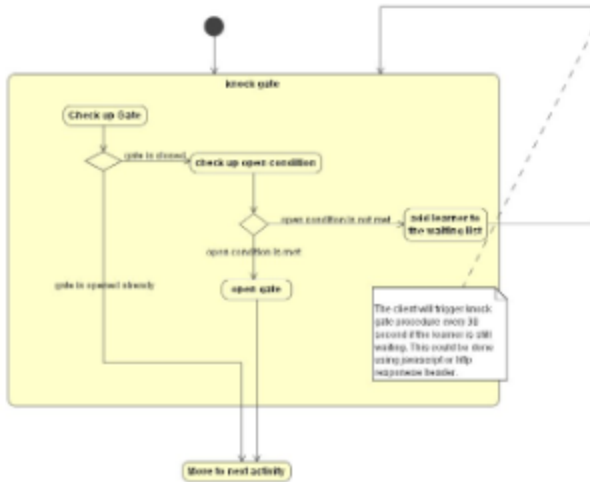 knock gate
Check up Gate
gate is closed
check up open condition
open condition is not met
add learner to
the waiting list
open condition is met
gate is opened already
open gate
The client will trigger knock
gate procedure every 30
second if the learner is still
waiting. This could be done
using javascript or http
response header.
Move to next activity